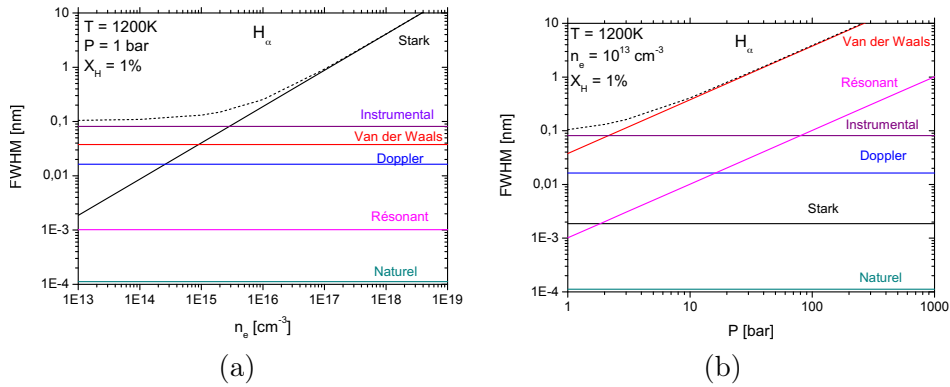 T = 1200K
P = 1 bar
X_H = 1%
H_α
Stark
Instrumental
Van der Waals
Doppler
Résonant
Naturel
10
1
0,1
0,01
1E-3
1E-4
FWHM [nm]
1E13 1E14 1E15 1E16 1E17 1E18 1E19
n_e [cm⁻³]
(a)
T = 1200K
n_e = 10¹³ cm⁻³
X_H = 1%
H_α
Van der Waals
Résonant
Instrumental
Doppler
Stark
Naturel
10
1
0,1
0,01
1E-3
1E-4
FWHM [nm]
1 10 100 1000
P [bar]
(b)